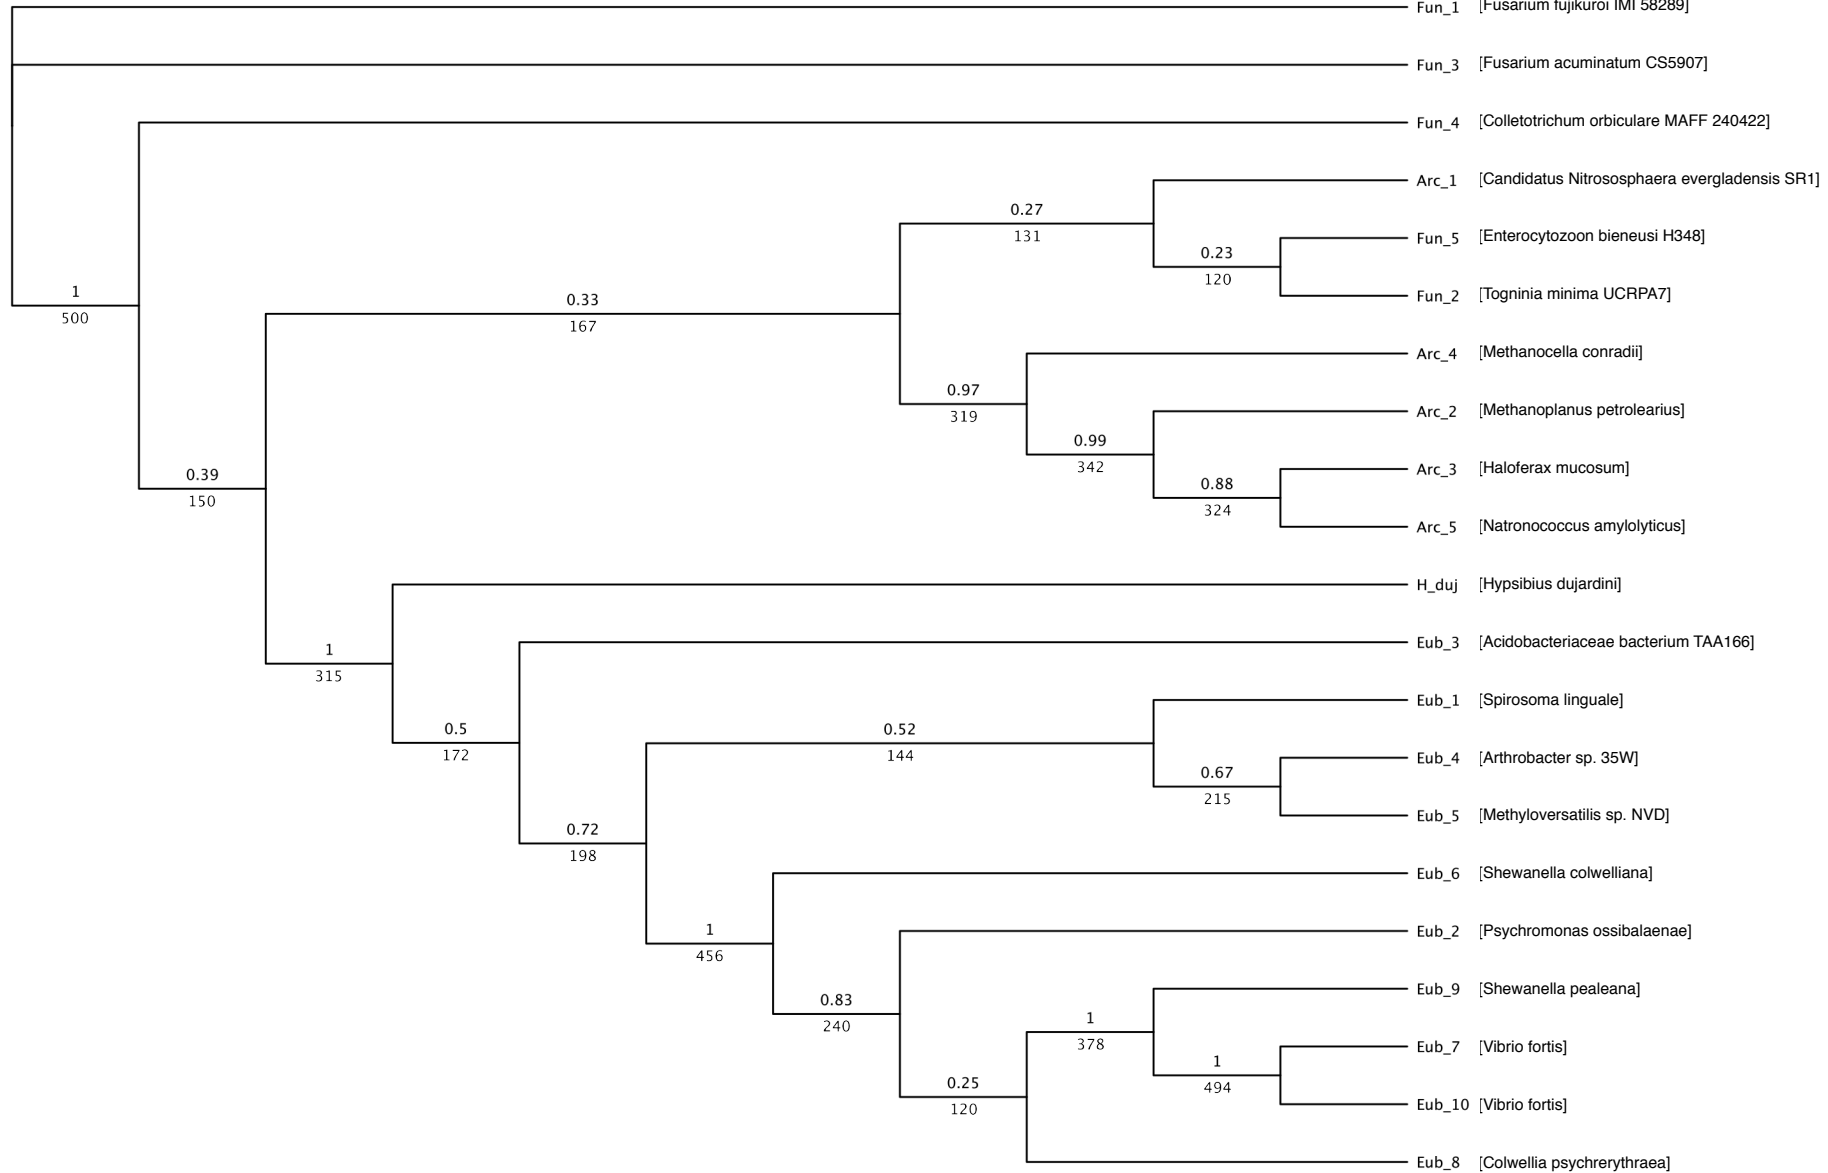 Fun_1 [Fusarium fujikuroi IMI 58289]
Fun_3 [Fusarium acuminatum CS5907]
Fun_4 [Colletotrichum orbiculare MAFF 240422]
Arc_1 [Candidatus Nitrososphaera evergladensis SR1]
0.27
131
Fun_5 [Enterocytozoon bieneusi H348]
0.23
120
Fun_2 [Togninia minima UCRPA7]
1
500
0.33
167
Arc_4 [Methanocella conradii]
0.97
319
Arc_2 [Methanoplanus petrolearius]
0.99
342
Arc_3 [Haloferax mucosum]
0.39
150
0.88
324
Arc_5 [Natronococcus amylolyticus]
H_duj [Hypsibius dujardini]
Eub_3 [Acidobacteriaceae bacterium TAA166]
1
315
Eub_1 [Spirosoma linguale]
0.5
172
0.52
144
Eub_4 [Arthrobacter sp. 35W]
0.67
215
Eub_5 [Methyloversatilis sp. NVD]
0.72
198
Eub_6 [Shewanella colwelliana]
1
456
Eub_2 [Psychromonas ossibalaenae]
Eub_9 [Shewanella pealeana]
0.83
240
1
378
Eub_7 [Vibrio fortis]
1
494
0.25
120
Eub_10 [Vibrio fortis]
Eub_8 [Colwellia psychrerythraea]